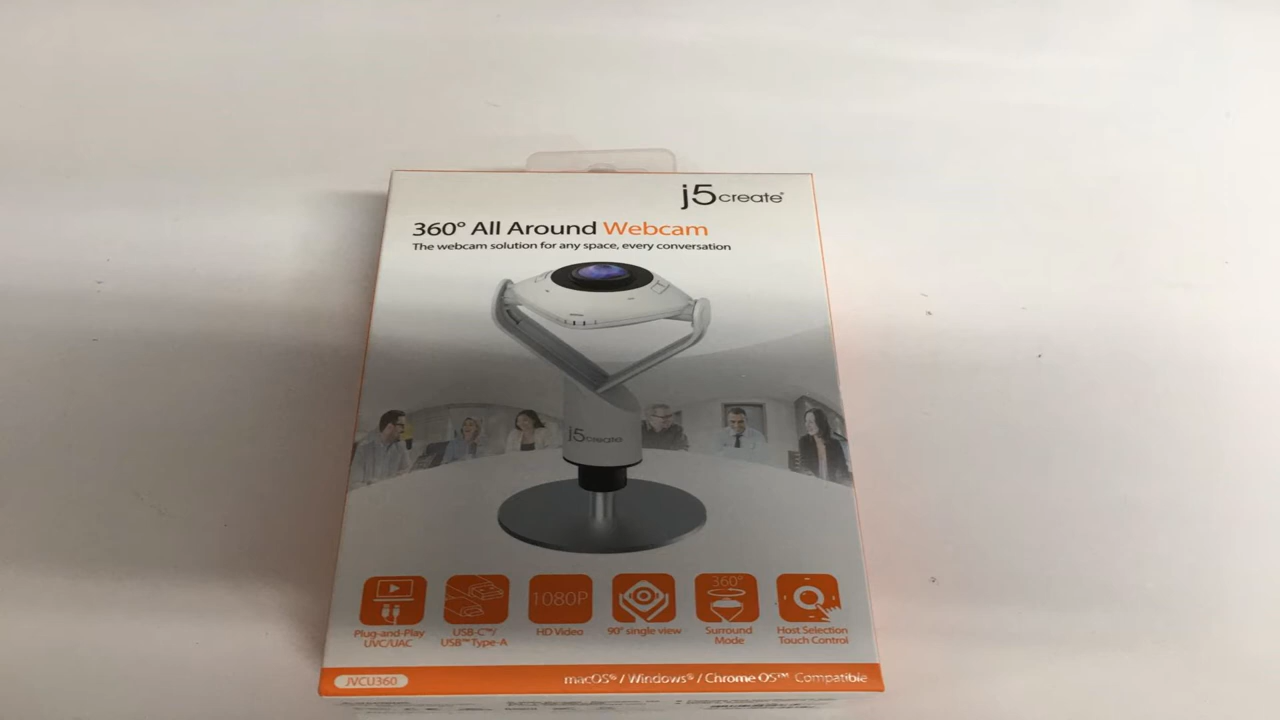 j5create®
360° All Around Webcam
The webcam solution for any space, every conversation
j5create
1080P
360°
Plug-and-Play
UVC/UAC
USB-C™/
USB™ Type-A
HD Video
90° single view
Surround
Mode
Host Selection
Touch Control
JVCU360
macOS® / Windows® / Chrome OS™ Compatible